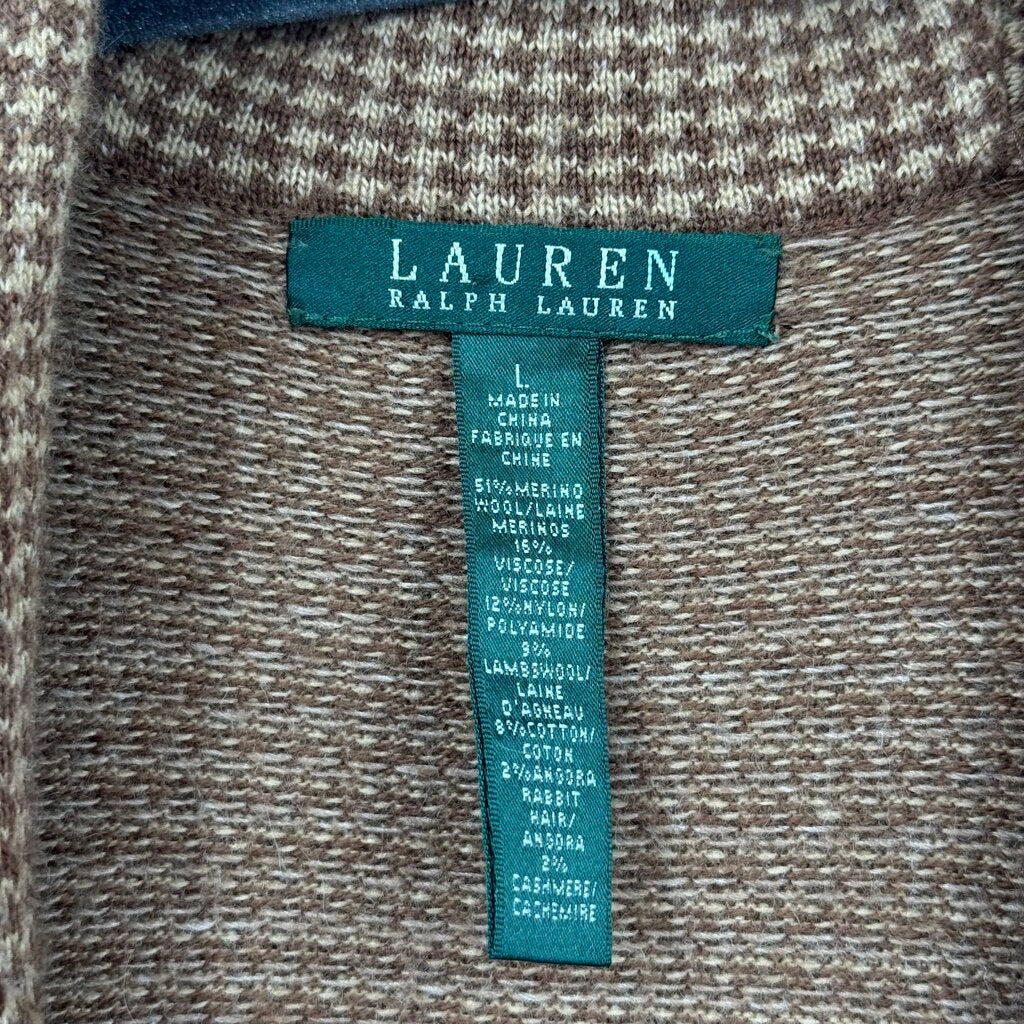 LAUREN
RALPH LAUREN
L
MADE IN
CHINA
FABRIQUE EN
CHINE
51% MERINO
WOOL/LAINE
MERINOS
16%
VISCOSE/
VISCOSE
12% NYLON/
POLYAMIDE
9%
LAMBSWOOL/
LAINE
D'AGNEAU
8% COTTON/
COTON
2% ANGORA
RABBIT
HAIR/
ANGORA
2%
CASHMERE/
CACHEMIRE